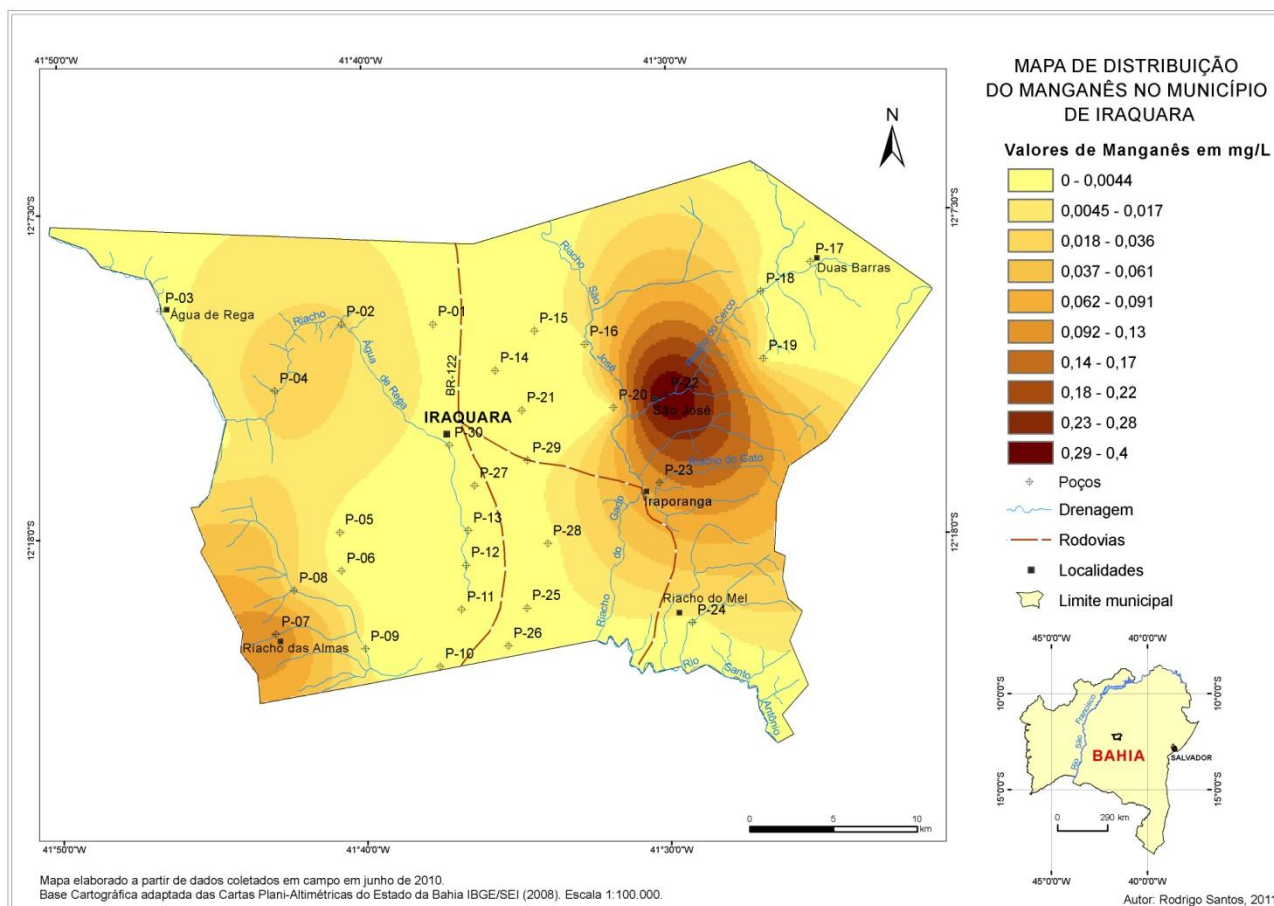 41°50'0"W
41°40'0"W
41°30'0"W
N
MAPA DE DISTRIBUIÇÃO
DO MANGANÊS NO MUNICÍPIO
DE IRAQUARA
Valores de Manganês em mg/L
0 - 0,0044
0,0045 - 0,017
0,018 - 0,036
0,037 - 0,061
0,062 - 0,091
0,092 - 0,13
0,14 - 0,17
0,18 - 0,22
0,23 - 0,28
0,29 - 0,4
Poços
Drenagem
Rodovias
Localidades
Limite municipal
12°7'30"S
12°7'30"S
12°18'0"S
12°18'0"S
P-17
Duas Barras
P-18
P-03
Água de Rega
Riacho
P-02
Água de Rega
P-01
BR-122
P-15
P-16
P-14
Riacho São José
Riacho do Cerco
P-19
P-04
P-22
São José
P-20
P-21
IRAQUARA
P-30
P-29
Riacho do Gato
P-23
Iraporanga
P-27
P-13
P-05
P-28
Riacho do Gado
P-06
P-12
P-08
P-11
P-25
Riacho do Mel
P-24
P-07
Riacho das Almas
P-09
P-26
P-10
Rio Santo Antônio
0 5 10
km
41°50'0"W
41°40'0"W
41°30'0"W
45°0'0"W
40°0'0"W
10°0'0"S
10°0'0"S
15°0'0"S
15°0'0"S
Rio São Francisco
BAHIA
SALVADOR
0 290 km
45°0'0"W
40°0'0"W
Mapa elaborado a partir de dados coletados em campo em junho de 2010.
Base Cartográfica adaptada das Cartas Plani-Altimétricas do Estado da Bahia IBGE/SEI (2008). Escala 1:100.000.
Autor: Rodrigo Santos, 2011